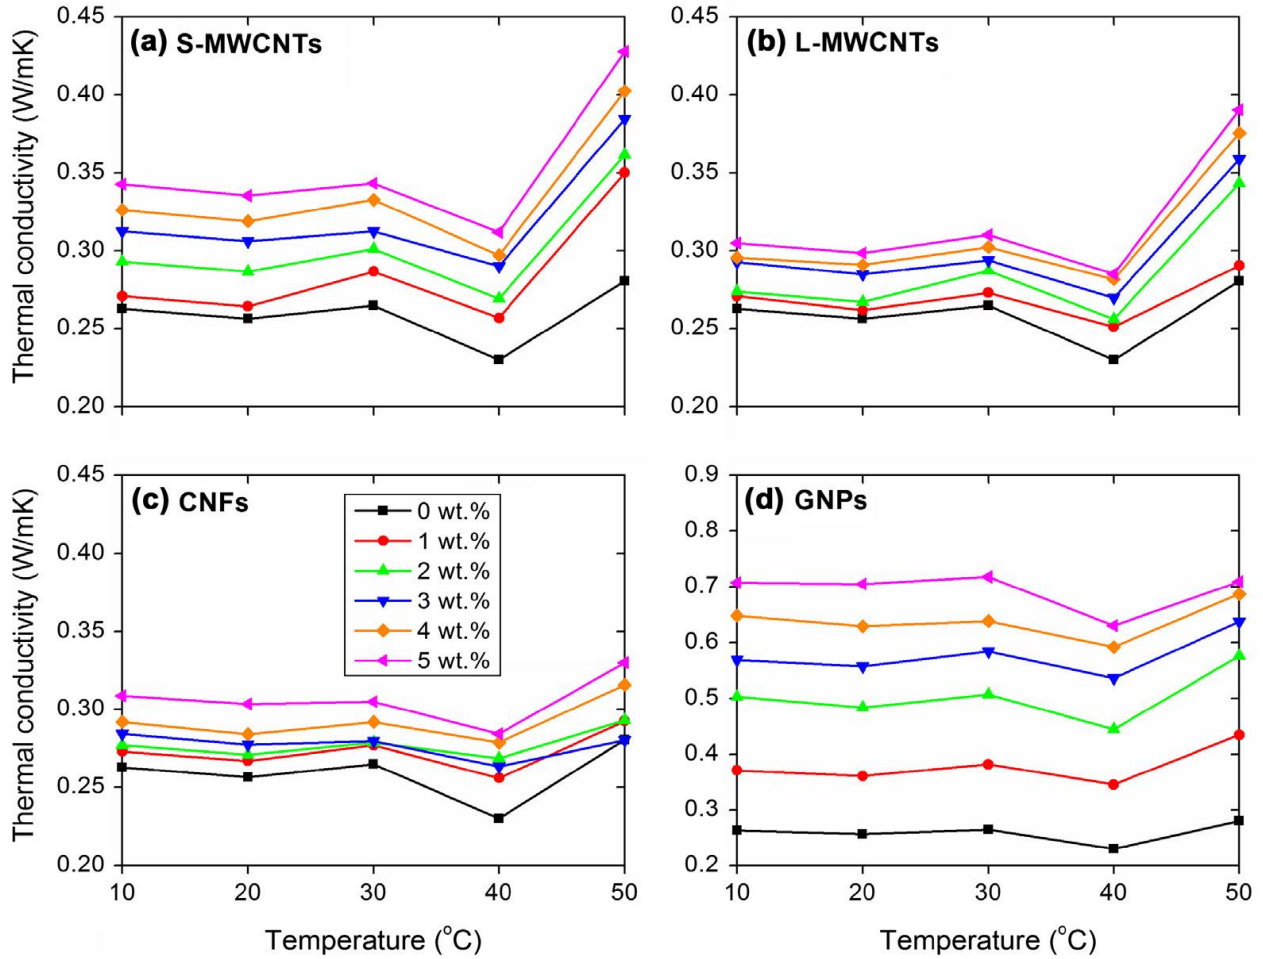 (a) S-MWCNTs
Thermal conductivity (W/mK)
0.45
0.40
0.35
0.30
0.25
0.20
(b) L-MWCNTs
Thermal conductivity (W/mK)
0.45
0.40
0.35
0.30
0.25
0.20
(c) CNFs
Thermal conductivity (W/mK)
0.45
0.40
0.35
0.30
0.25
0.20
0 wt.%
1 wt.%
2 wt.%
3 wt.%
4 wt.%
5 wt.%
10 20 30 40 50
Temperature (°C)
(d) GNPs
0.9
0.8
0.7
0.6
0.5
0.4
0.3
0.2
10 20 30 40 50
Temperature (°C)